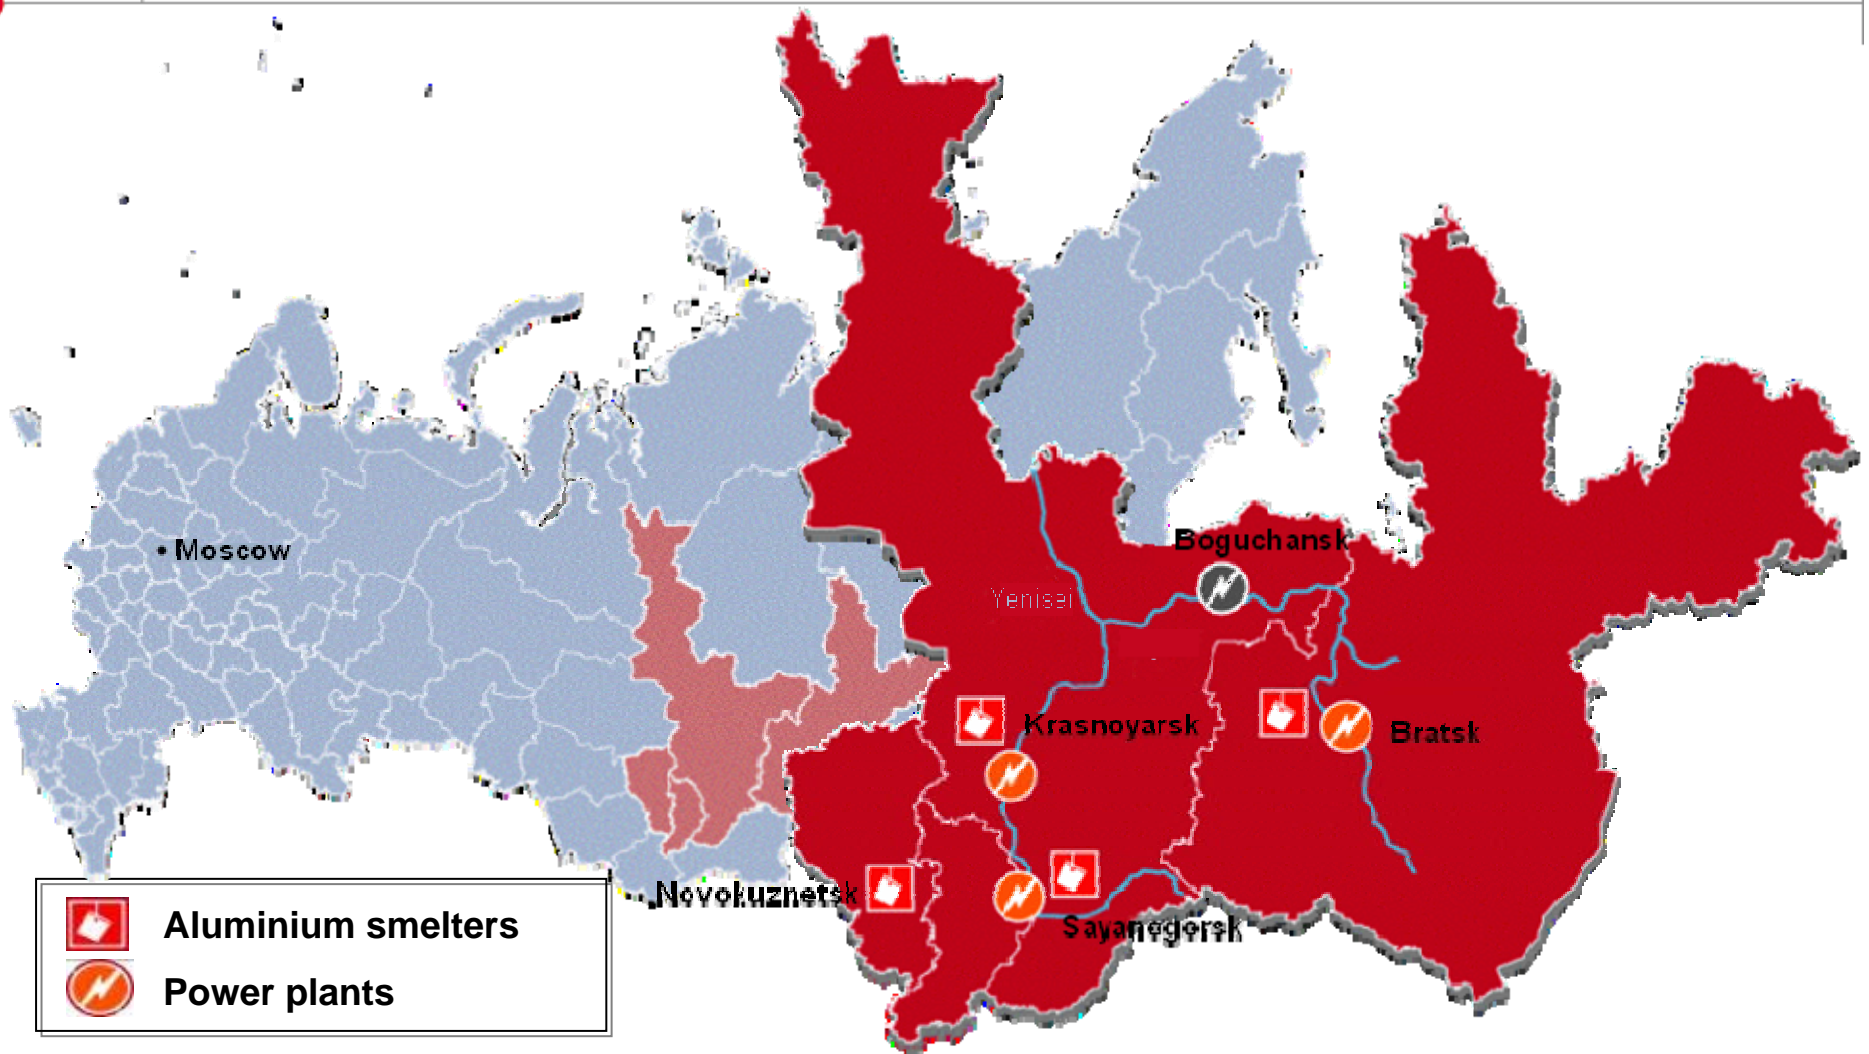 Boguchansk
Moscow
Yenisei
Krasnoyarsk
Bratsk
Novokuznetsk
Sayanogorsk
Aluminium smelters
Power plants